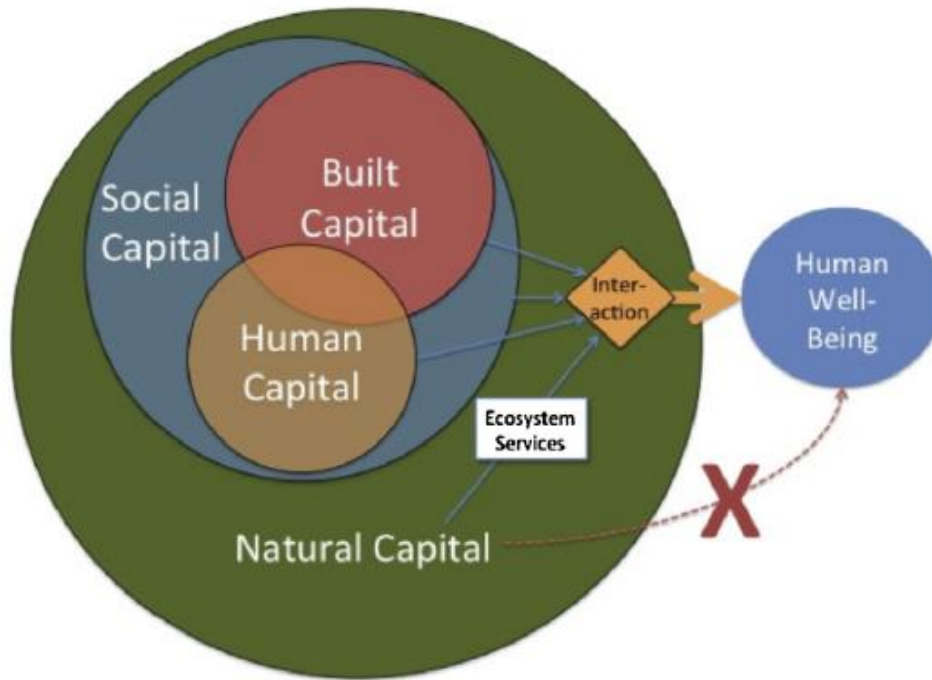 Built
Capital
Social
Capital
Human
Capital
Inter-
action
Human
Well-
Being
Ecosystem
Services
Natural Capital
X